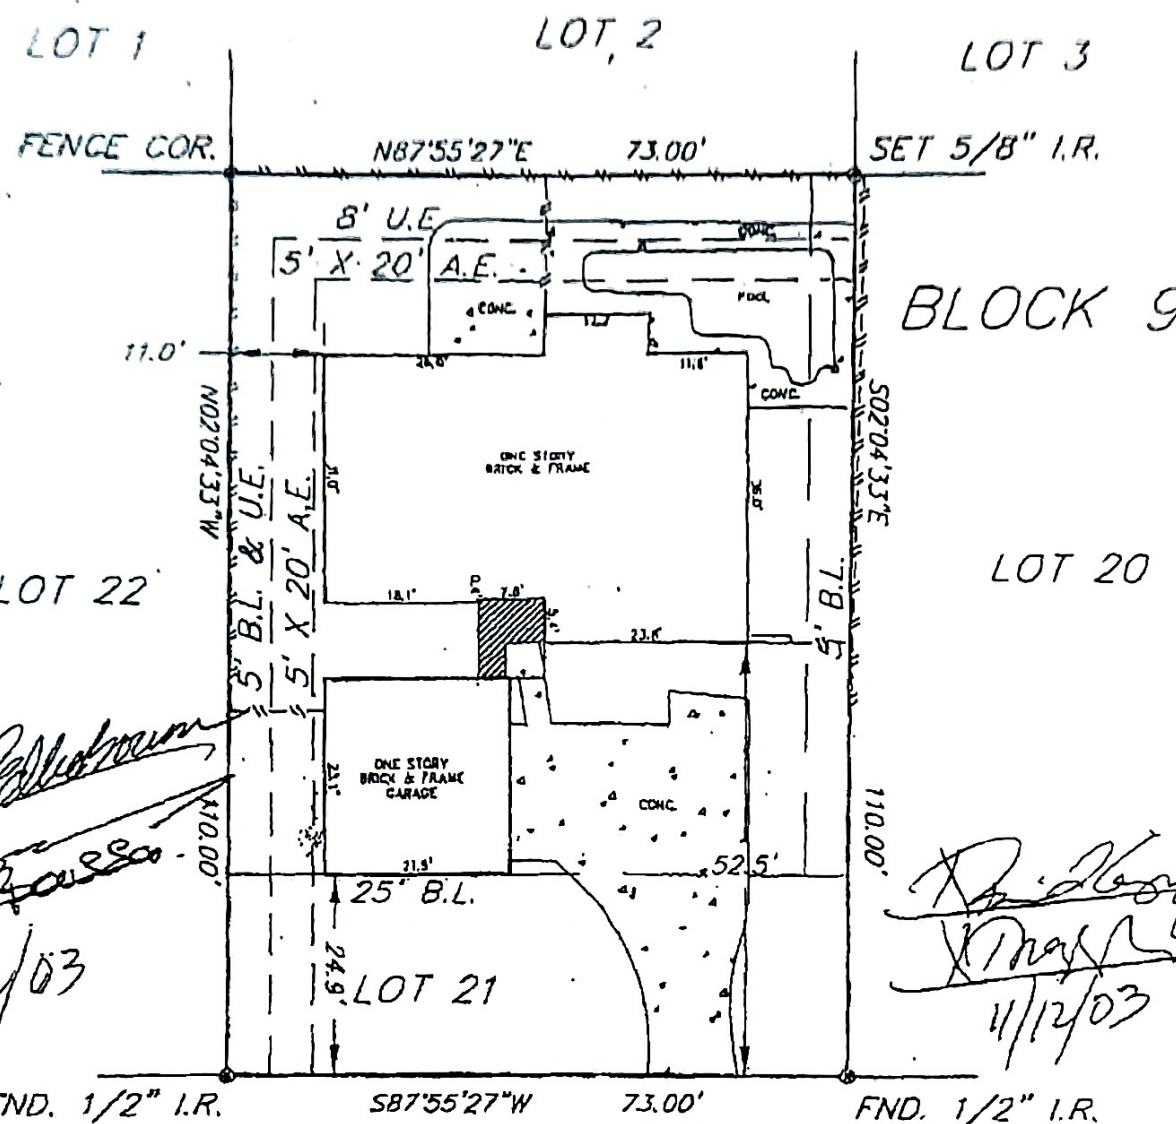 LOT 1
LOT 2
LOT 3
FENCE COR.
N87°55'27"E 73.00'
SET 5/8" I.R.
8' U.E.
CONC.
5' X 20' A.E.
CONC.
POOL
BLOCK 9
11.0'
11.8'
CONC.
N02°04'33"W
S02°04'33"E
ONE STORY
BRICK & FRAME
5' B.L. & U.E.
5' X 20' A.E.
5' B.L.
LOT 22
LOT 20
18.1'
7.0'
ONE STORY
BRICK & FRAME
GARAGE
CONC.
110.00'
110.00'
21.9'
52.5'
25' B.L.
24.9'
LOT 21
/03
11/12/03
FND. 1/2" I.R.
S87°55'27"W 73.00'
FND. 1/2" I.R.